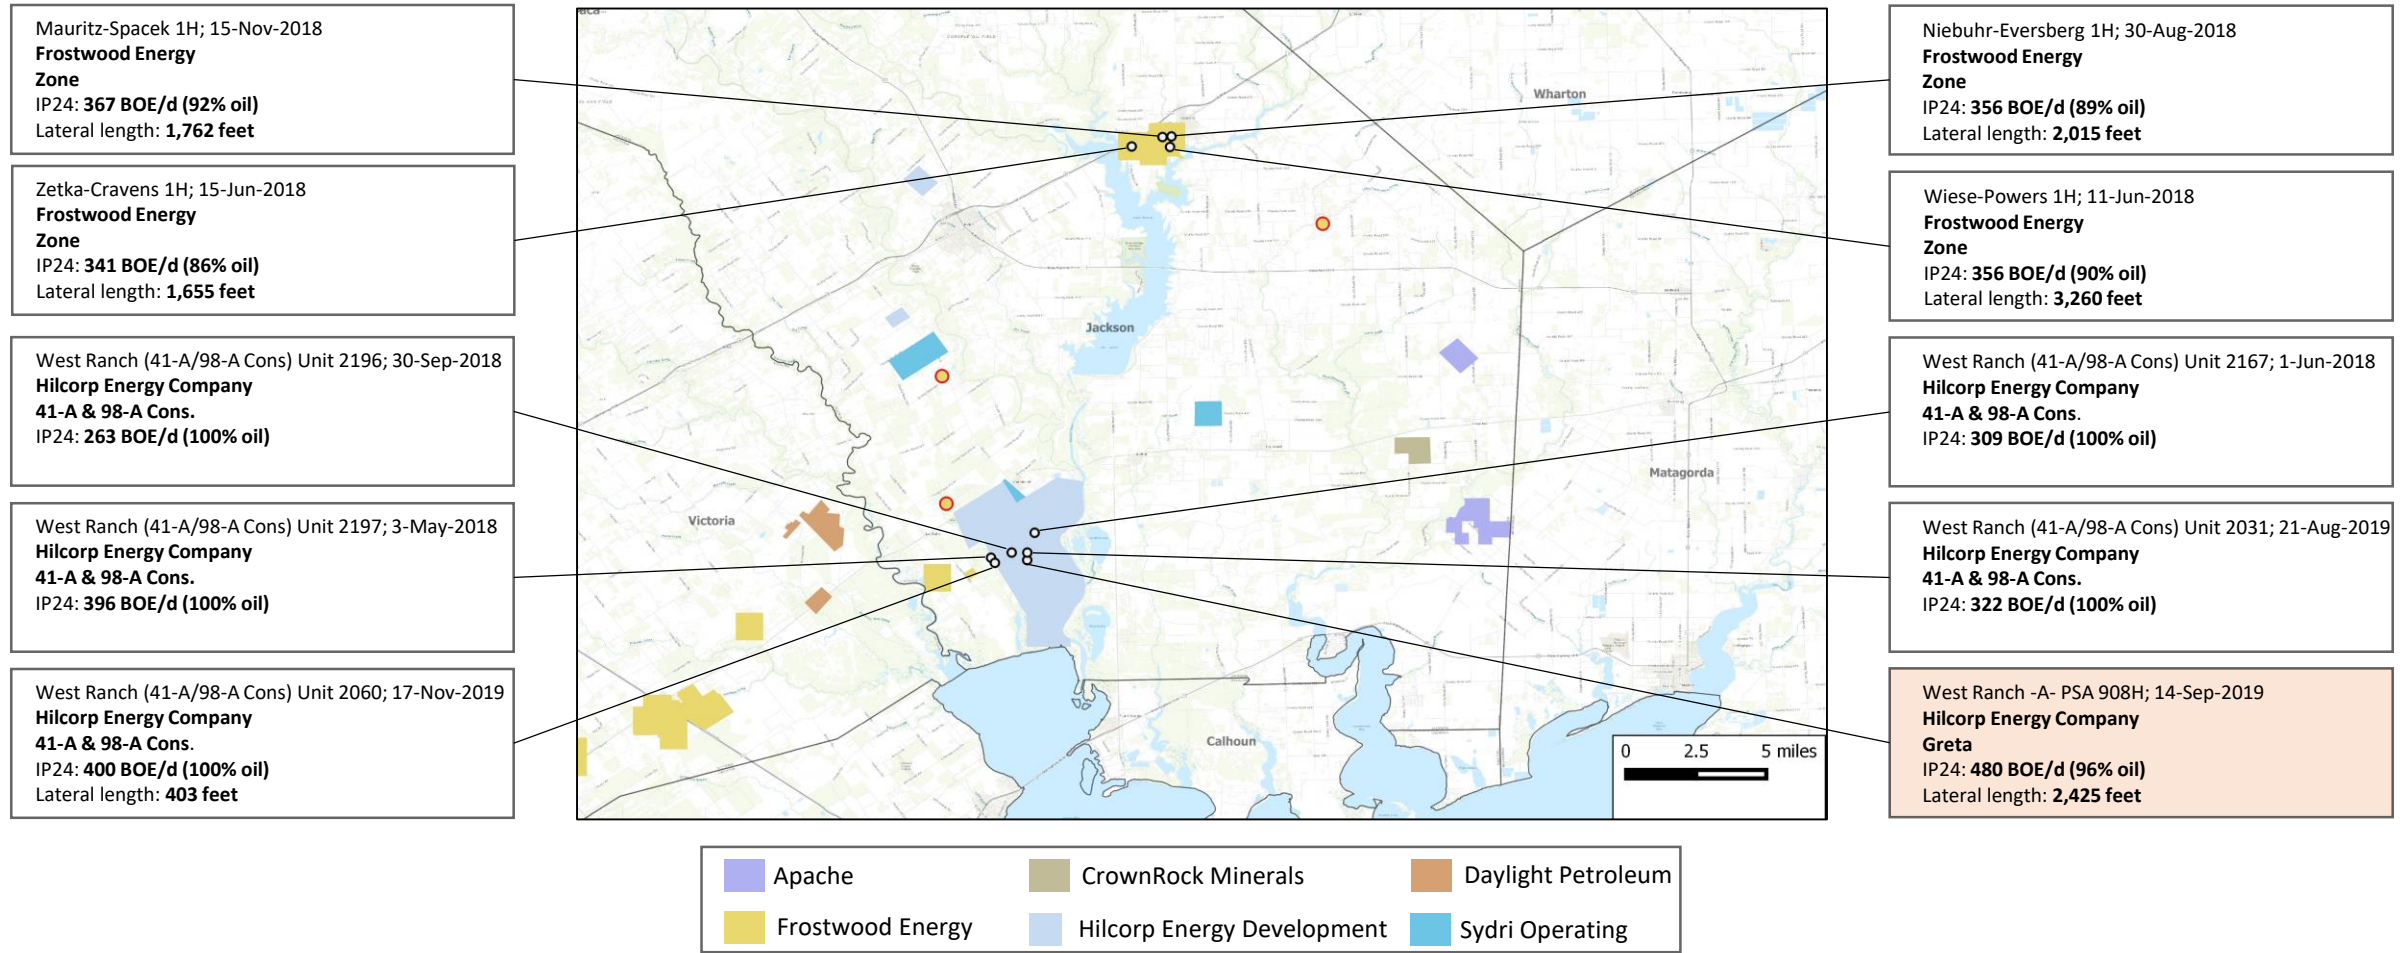 Mauritz-Spacek 1H; 15-Nov-2018
Frostwood Energy
Zone
IP24: 367 BOE/d (92% oil)
Lateral length: 1,762 feet
Zetka-Cravens 1H; 15-Jun-2018
Frostwood Energy
Zone
IP24: 341 BOE/d (86% oil)
Lateral length: 1,655 feet
West Ranch (41-A/98-A Cons) Unit 2196; 30-Sep-2018
Hilcorp Energy Company
41-A & 98-A Cons.
IP24: 263 BOE/d (100% oil)
West Ranch (41-A/98-A Cons) Unit 2197; 3-May-2018
Hilcorp Energy Company
41-A & 98-A Cons.
IP24: 396 BOE/d (100% oil)
West Ranch (41-A/98-A Cons) Unit 2060; 17-Nov-2019
Hilcorp Energy Company
41-A & 98-A Cons.
IP24: 400 BOE/d (100% oil)
Lateral length: 403 feet
Wharton
Jackson
Victoria
Matagorda
Calhoun
0 2.5 5 miles
Niebuhr-Eversberg 1H; 30-Aug-2018
Frostwood Energy
Zone
IP24: 356 BOE/d (89% oil)
Lateral length: 2,015 feet
Wiese-Powers 1H; 11-Jun-2018
Frostwood Energy
Zone
IP24: 356 BOE/d (90% oil)
Lateral length: 3,260 feet
West Ranch (41-A/98-A Cons) Unit 2167; 1-Jun-2018
Hilcorp Energy Company
41-A & 98-A Cons.
IP24: 309 BOE/d (100% oil)
West Ranch (41-A/98-A Cons) Unit 2031; 21-Aug-2019
Hilcorp Energy Company
41-A & 98-A Cons.
IP24: 322 BOE/d (100% oil)
West Ranch -A- PSA 908H; 14-Sep-2019
Hilcorp Energy Company
Greta
IP24: 480 BOE/d (96% oil)
Lateral length: 2,425 feet
Apache
CrownRock Minerals
Daylight Petroleum
Frostwood Energy
Hilcorp Energy Development
Sydri Operating